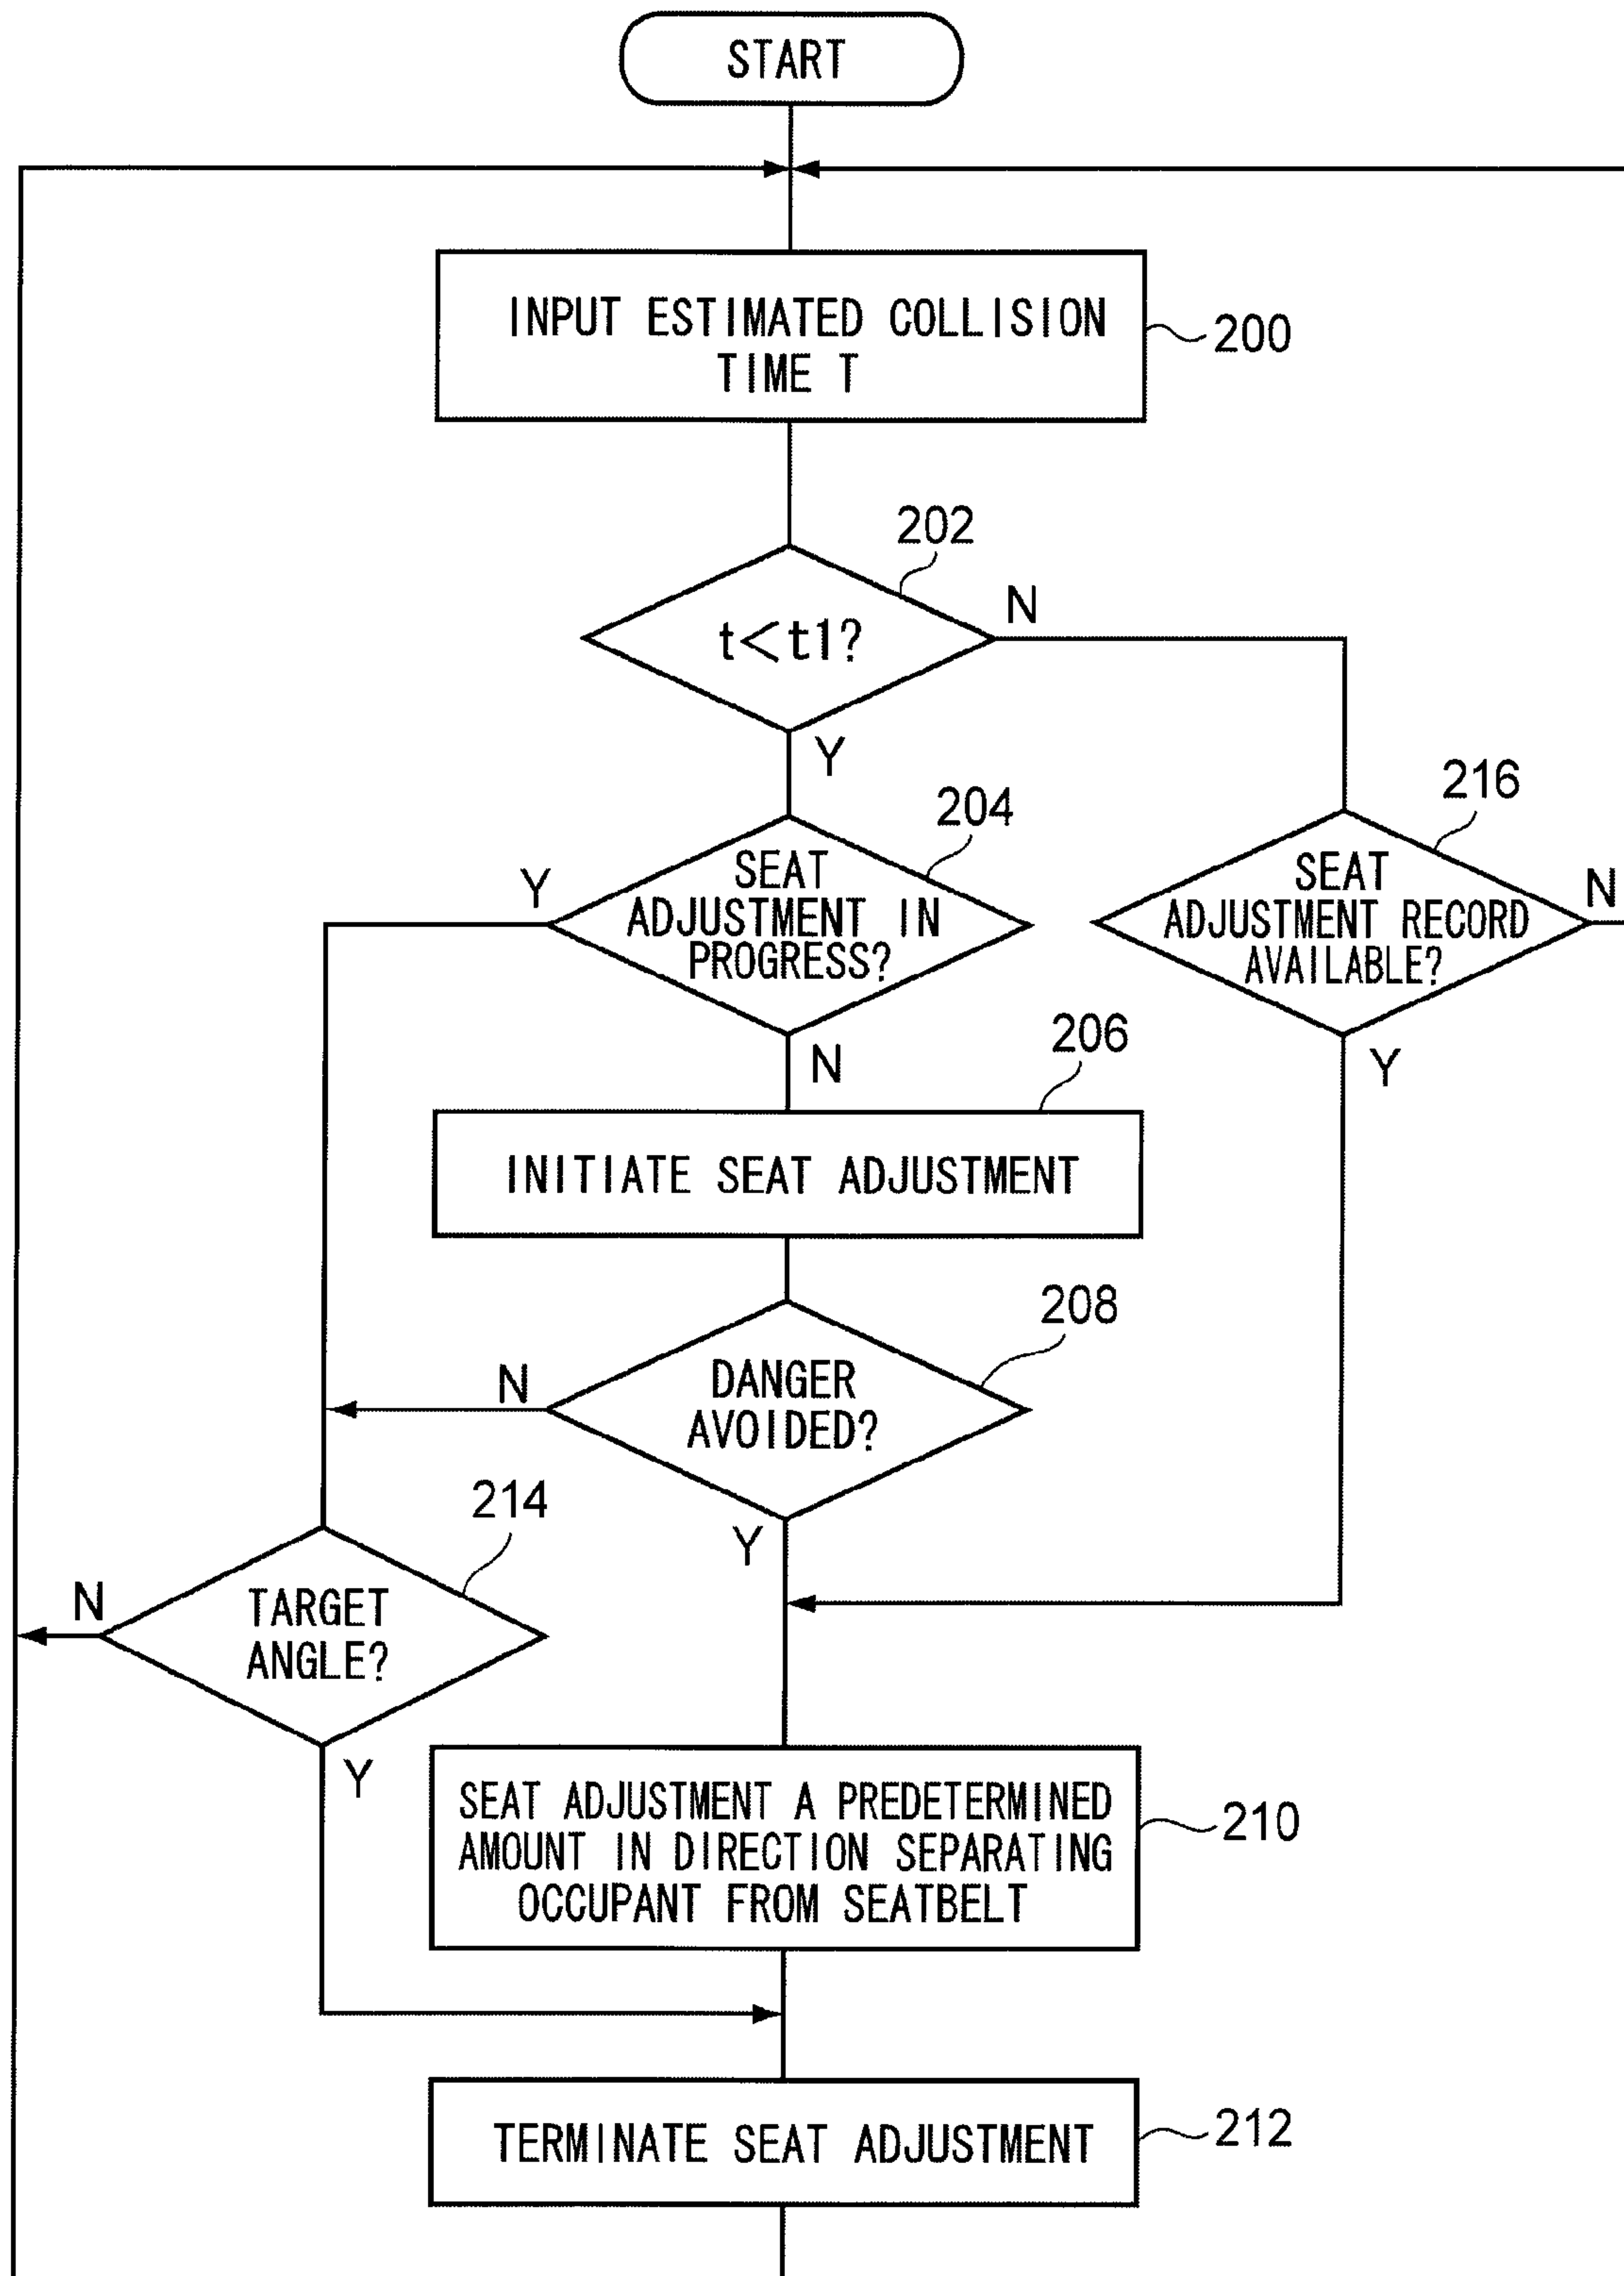 START
INPUT ESTIMATED COLLISION
TIME T
200
202
t<t1?
N
Y
204
216
Y
SEAT
ADJUSTMENT IN
PROGRESS?
SEAT
ADJUSTMENT RECORD
AVAILABLE?
N
N
Y
206
INITIATE SEAT ADJUSTMENT
208
N
DANGER
AVOIDED?
214
Y
N
TARGET
ANGLE?
Y
SEAT ADJUSTMENT A PREDETERMINED
AMOUNT IN DIRECTION SEPARATING
OCCUPANT FROM SEATBELT
210
TERMINATE SEAT ADJUSTMENT
212